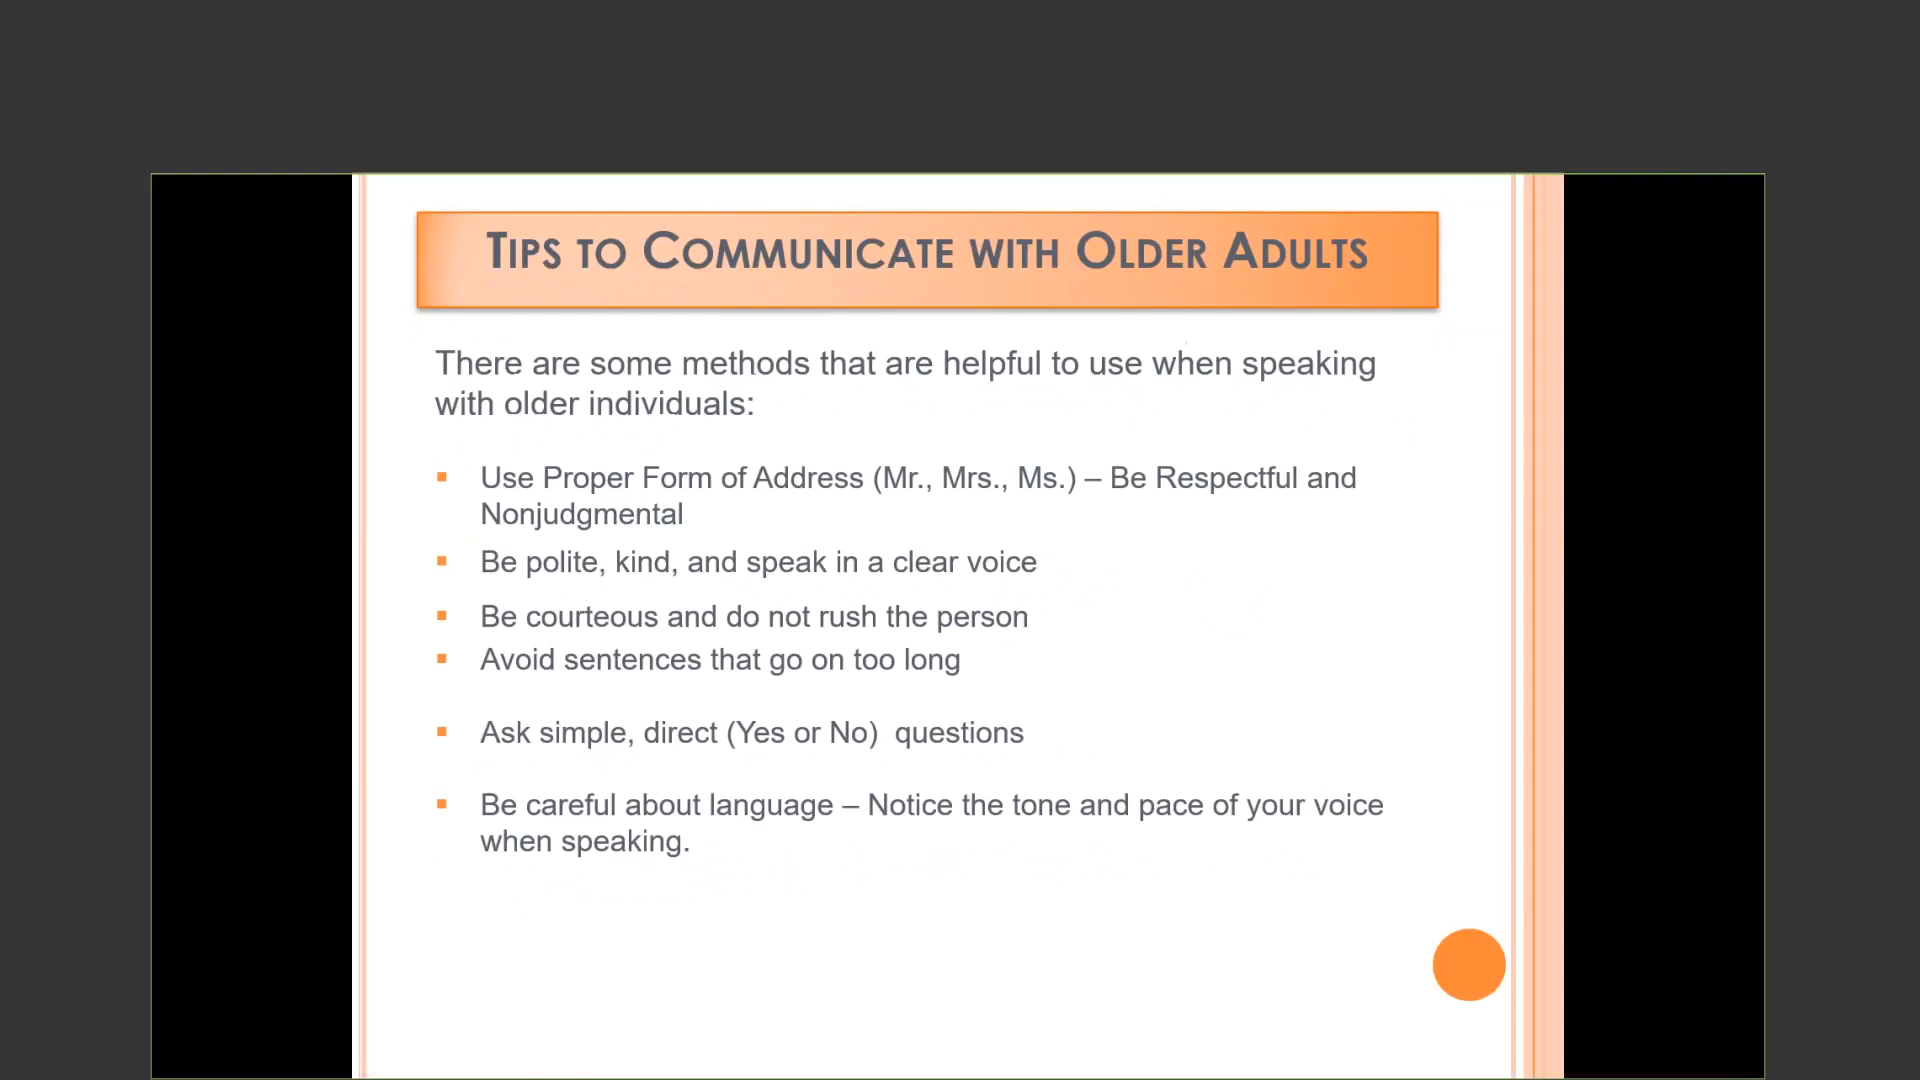 Tips to Communicate with Older Adults
There are some methods that are helpful to use when speaking
with older individuals:
▪ Use Proper Form of Address (Mr., Mrs., Ms.) – Be Respectful and
Nonjudgmental
▪ Be polite, kind, and speak in a clear voice
▪ Be courteous and do not rush the person
▪ Avoid sentences that go on too long
▪ Ask simple, direct (Yes or No)  questions
▪ Be careful about language – Notice the tone and pace of your voice
when speaking.